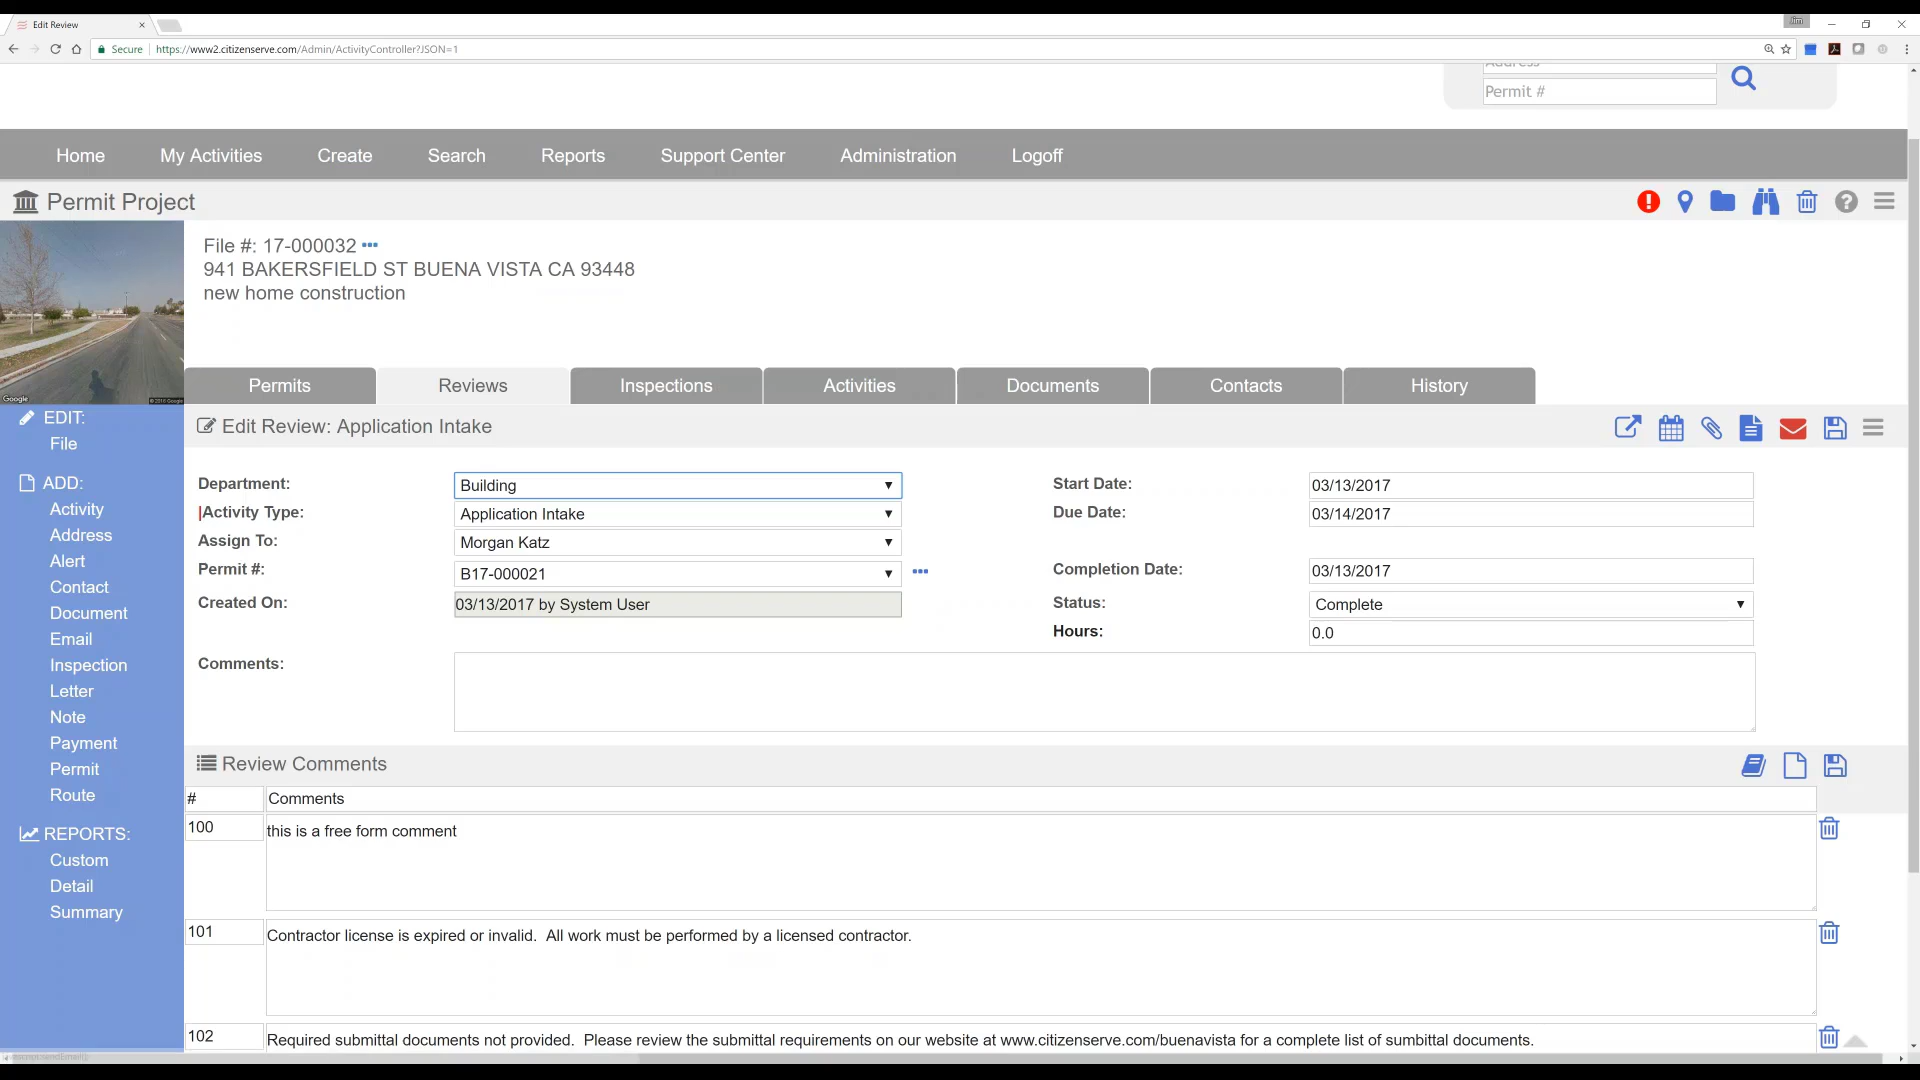 Edit Review
Jim
Secure https://www2.citizenserve.com/Admin/ActivityController?JSON=1
Address
Permit #
Home My Activities Create Search Reports Support Center Administration Logoff
Permit Project
File #: 17-000032
941 BAKERSFIELD ST BUENA VISTA CA 93448
new home construction
Google
Permits Reviews Inspections Activities Documents Contacts History
EDIT:
File
ADD:
Activity
Address
Alert
Contact
Document
Email
Inspection
Letter
Note
Payment
Permit
Route
REPORTS:
Custom
Detail
Summary
Edit Review: Application Intake
Department: Building
Start Date: 03/13/2017
Activity Type: Application Intake
Due Date: 03/14/2017
Assign To: Morgan Katz
Permit #: B17-000021
Completion Date: 03/13/2017
Created On: 03/13/2017 by System User
Status: Complete
Hours: 0.0
Comments:
Review Comments
# Comments
100 this is a free form comment
101 Contractor license is expired or invalid.  All work must be performed by a licensed contractor.
102 Required submittal documents not provided.  Please review the submittal requirements on our website at www.citizenserve.com/buenavista for a complete list of sumbittal documents.